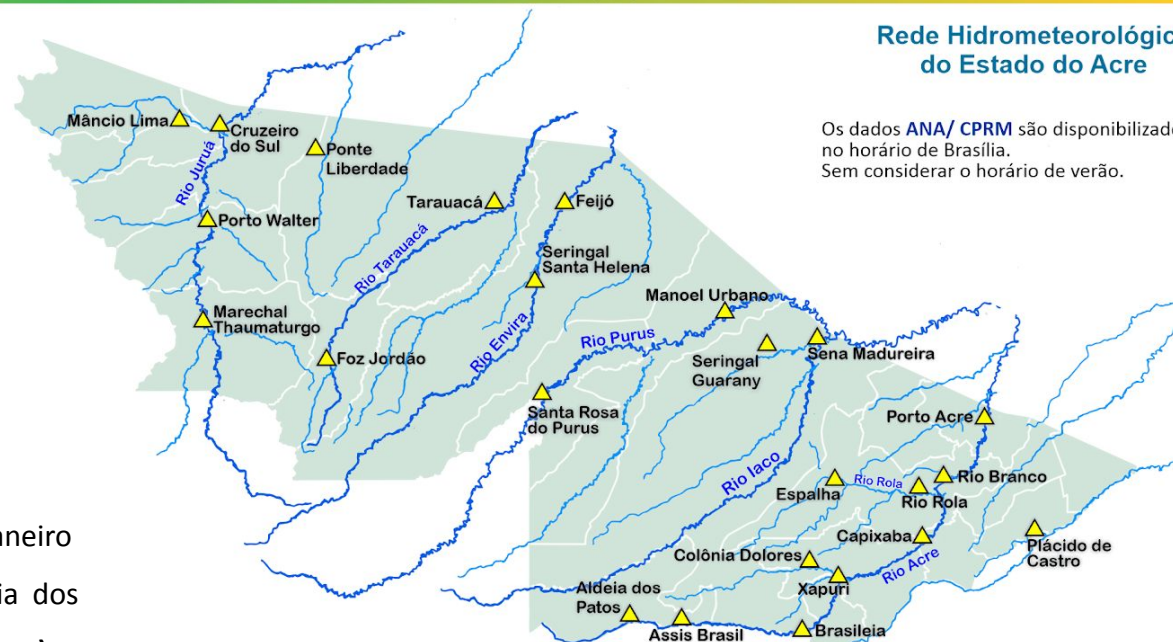 Rede Hidrometeorológic
do Estado do Acre
Os dados ANA/ CPRM são disponibilizado
no horário de Brasília.
Sem considerar o horário de verão.
Mâncio Lima
Cruzeiro
do Sul
Ponte
Liberdade
Rio Juruá
Porto Walter
Tarauacá
Feijó
Rio Tarauacá
Seringal
Santa Helena
Marechal
Thaumaturgo
Foz Jordão
Rio Envira
Manoel Urbano
Rio Purus
Seringal
Guarany
Sena Madureira
Santa Rosa
do Purus
Porto Acre
Rio Iaco
Espalha
Rio Rola
Rio Rola
Rio Branco
Capixaba
Plácido de
Castro
Colônia Dolores
Rio Acre
Xapuri
Aldeia dos
Patos
Assis Brasil
Brasileia
neiro
ia dos